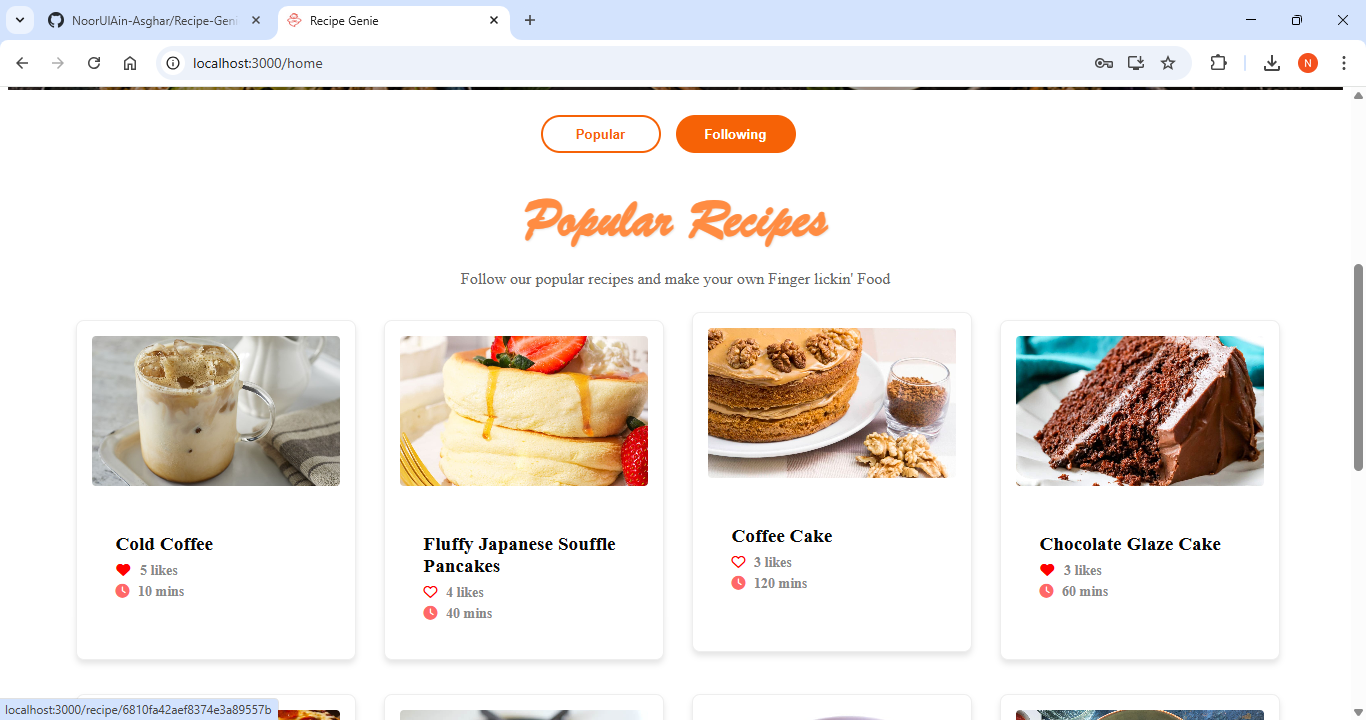 NoorUlAin-Asghar/Recipe-Geni
Recipe Genie
localhost:3000/home
N
Popular
Following
Popular Recipes
Follow our popular recipes and make your own Finger lickin' Food
Cold Coffee
5 likes
10 mins
Fluffy Japanese Souffle
Pancakes
4 likes
40 mins
Coffee Cake
3 likes
120 mins
Chocolate Glaze Cake
3 likes
60 mins
localhost:3000/recipe/6810fa42aef8374e3a89557b